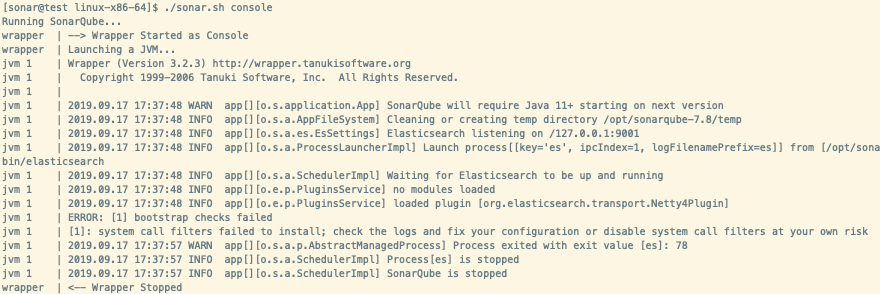 [sonar@test linux-x86-64]$ ./sonar.sh console
Running SonarQube...
wrapper  | --> Wrapper Started as Console
wrapper  | Launching a JVM...
jvm 1    | Wrapper (Version 3.2.3) http://wrapper.tanukisoftware.org
jvm 1    |   Copyright 1999-2006 Tanuki Software, Inc.  All Rights Reserved.
jvm 1    |
jvm 1    | 2019.09.17 17:37:48 WARN  app[][o.s.application.App] SonarQube will require Java 11+ starting on next version
jvm 1    | 2019.09.17 17:37:48 INFO  app[][o.s.a.AppFileSystem] Cleaning or creating temp directory /opt/sonarqube-7.8/temp
jvm 1    | 2019.09.17 17:37:48 INFO  app[][o.s.a.es.EsSettings] Elasticsearch listening on /127.0.0.1:9001
jvm 1    | 2019.09.17 17:37:48 INFO  app[][o.s.a.ProcessLauncherImpl] Launch process[[key='es', ipcIndex=1, logFilenamePrefix=es]] from [/opt/sona
bin/elasticsearch
jvm 1    | 2019.09.17 17:37:48 INFO  app[][o.s.a.SchedulerImpl] Waiting for Elasticsearch to be up and running
jvm 1    | 2019.09.17 17:37:48 INFO  app[][o.e.p.PluginsService] no modules loaded
jvm 1    | 2019.09.17 17:37:48 INFO  app[][o.e.p.PluginsService] loaded plugin [org.elasticsearch.transport.Netty4Plugin]
jvm 1    | ERROR: [1] bootstrap checks failed
jvm 1    | [1]: system call filters failed to install; check the logs and fix your configuration or disable system call filters at your own risk
jvm 1    | 2019.09.17 17:37:57 WARN  app[][o.s.a.p.AbstractManagedProcess] Process exited with exit value [es]: 78
jvm 1    | 2019.09.17 17:37:57 INFO  app[][o.s.a.SchedulerImpl] Process[es] is stopped
jvm 1    | 2019.09.17 17:37:57 INFO  app[][o.s.a.SchedulerImpl] SonarQube is stopped
wrapper  | <-- Wrapper Stopped